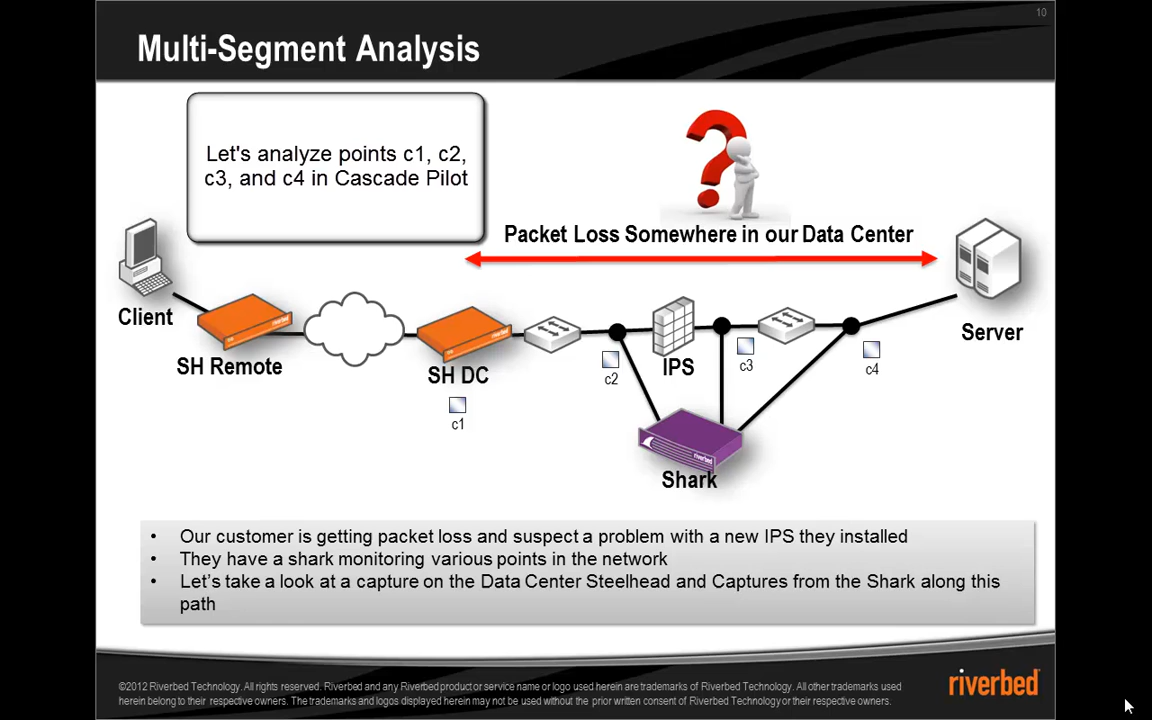 10
Multi-Segment Analysis
Let's analyze points c1, c2,
c3, and c4 in Cascade Pilot
Packet Loss Somewhere in our Data Center
Client
SH Remote
SH DC
c1
c2
IPS
c3
c4
Server
riverbed
Shark
• Our customer is getting packet loss and suspect a problem with a new IPS they installed
• They have a shark monitoring various points in the network
• Let’s take a look at a capture on the Data Center Steelhead and Captures from the Shark along this
path
©2012 Riverbed Technology. All rights reserved. Riverbed and any Riverbed product or service name or logo used herein are trademarks of Riverbed Technology. All other trademarks used
herein belong to their respective owners. The trademarks and logos displayed herein may not be used without the prior written consent of Riverbed Technology or their respective owners.
riverbed